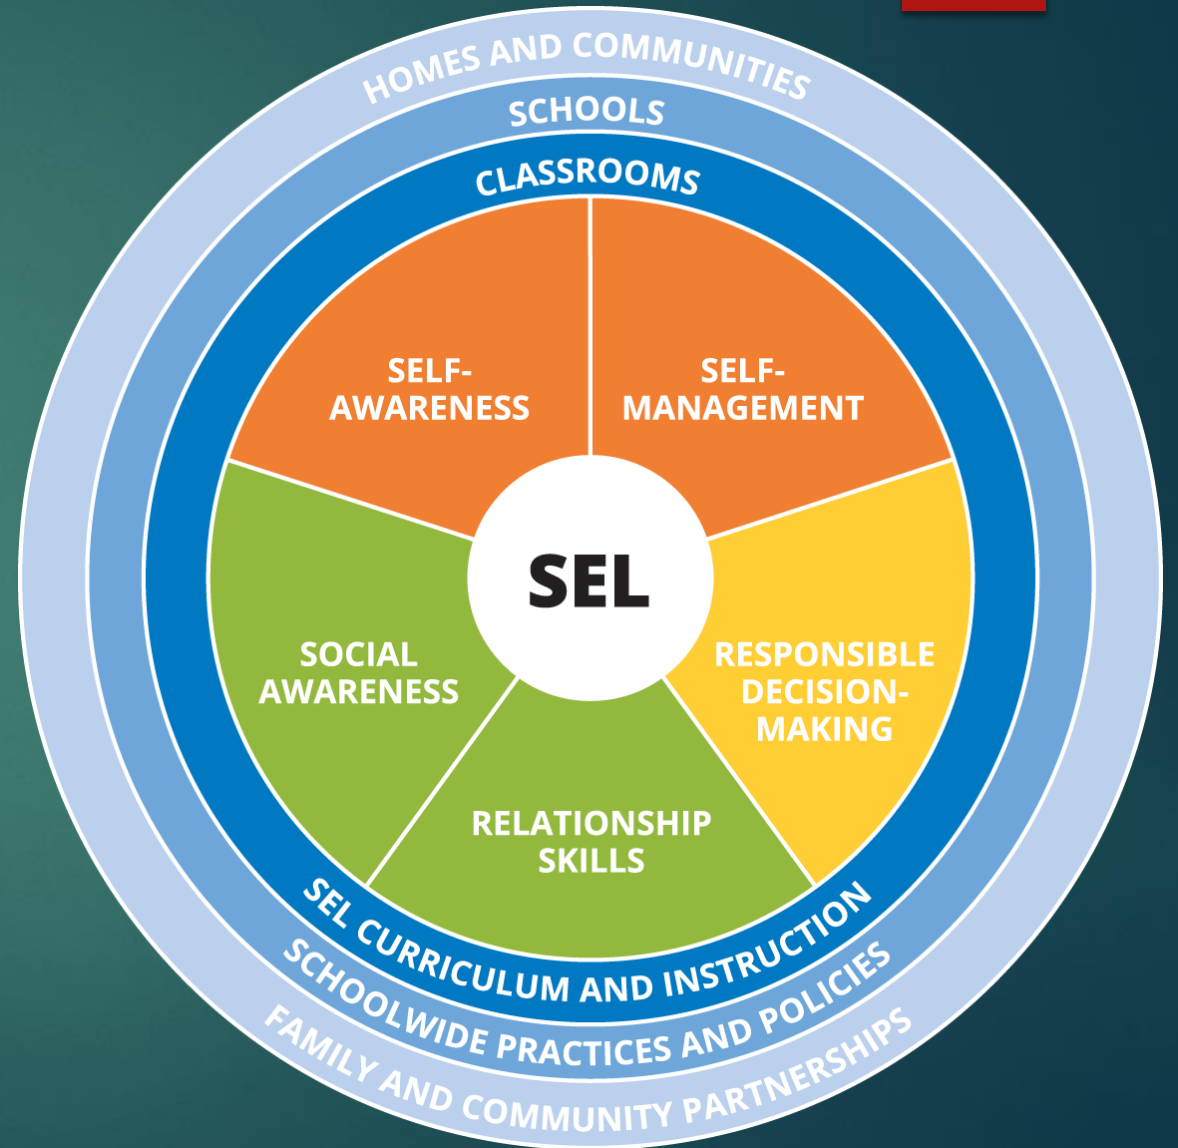 HOMES AND COMMUNITIES
SCHOOLS
CLASSROOMS
SELF-
AWARENESS
SELF-
MANAGEMENT
SEL
SOCIAL
AWARENESS
RESPONSIBLE
DECISION-
MAKING
RELATIONSHIP
SKILLS
SEL CURRICULUM AND INSTRUCTION
SCHOOLWIDE PRACTICES AND POLICIES
FAMILY AND COMMUNITY PARTNERSHIPS